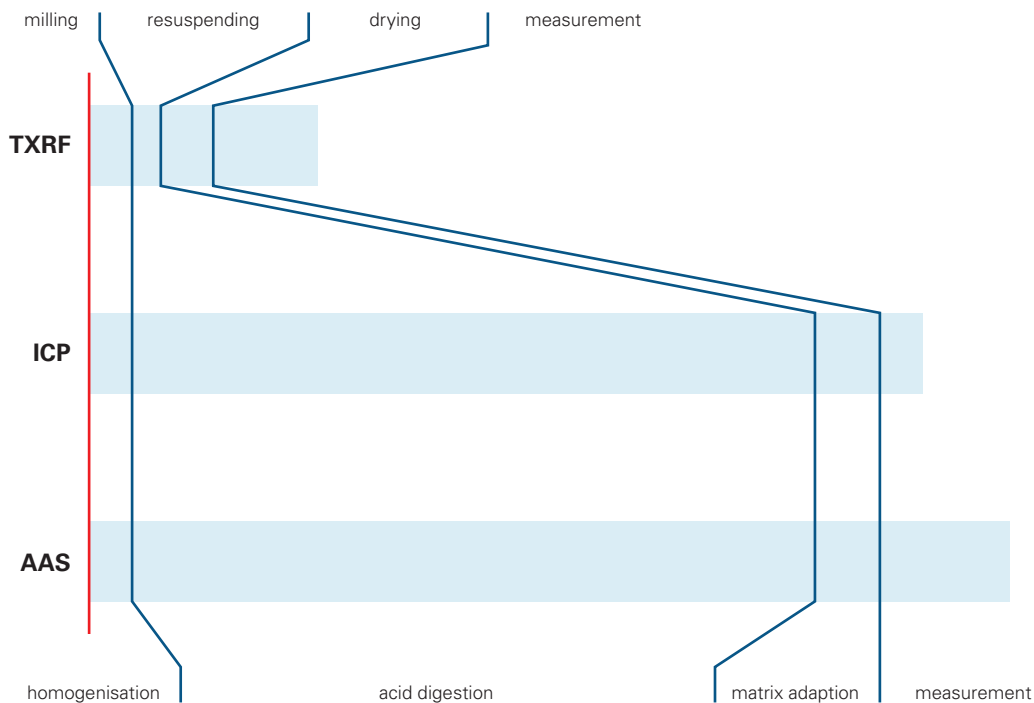 milling resuspending drying measurement
TXRF
ICP
AAS
homogenisation acid digestion matrix adaption measurement